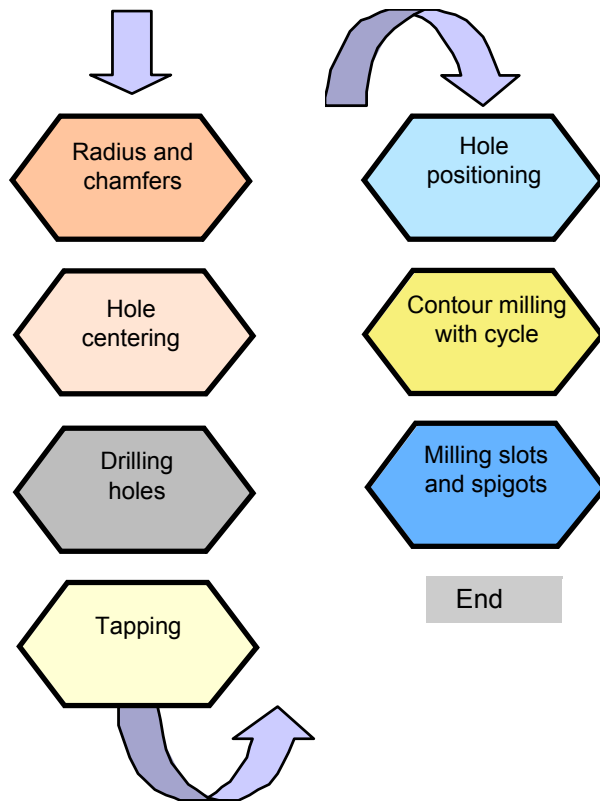 Radius and
chamfers
Hole
centering
Drilling
holes
Tapping
Hole
positioning
Contour milling
with cycle
Milling slots
and spigots
End